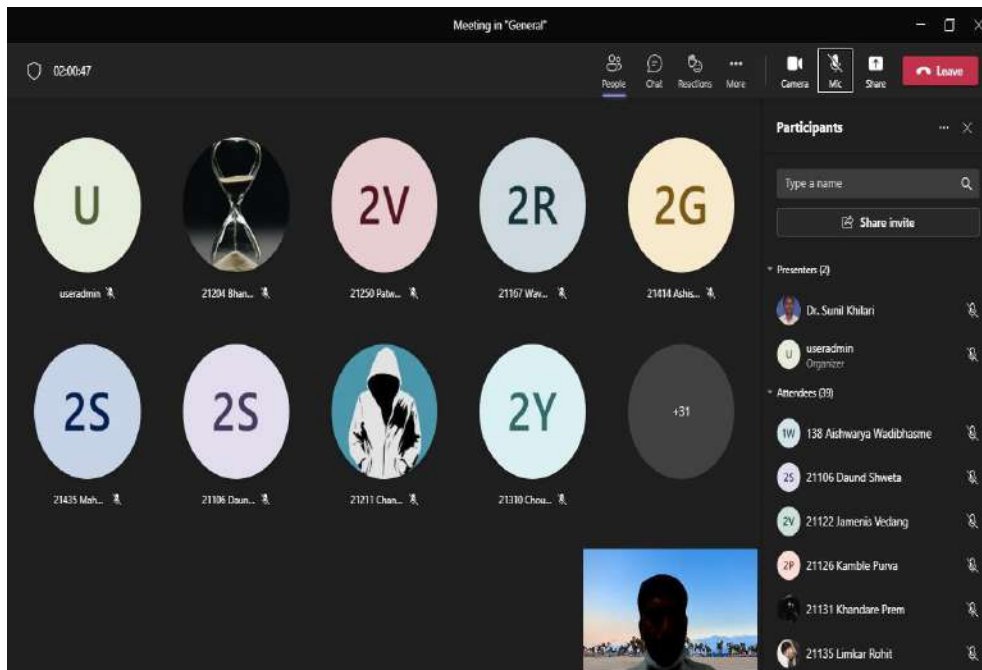 Meeting in "General"
02:00:47
People Chat Reactions More Camera Mic Share Leave
U 2V 2R 2G
useradmin 21204 Bhan... 21250 Patw... 21167 Wav... 21414 Ashis...
2S 2S 2Y +31
21435 Mah... 21106 Daun... 21211 Chan... 21310 Chou...
Participants
Type a name
Share invite
Presenters (2)
Dr. Sunil Khilari
U useradmin
Organizer
Attendees (39)
1W 138 Aishwarya Wadibhasme
2S 21106 Daund Shweta
2V 21122 Jamenis Vedang
2P 21126 Kamble Purva
21131 Khandare Prem
21135 Limkar Rohit